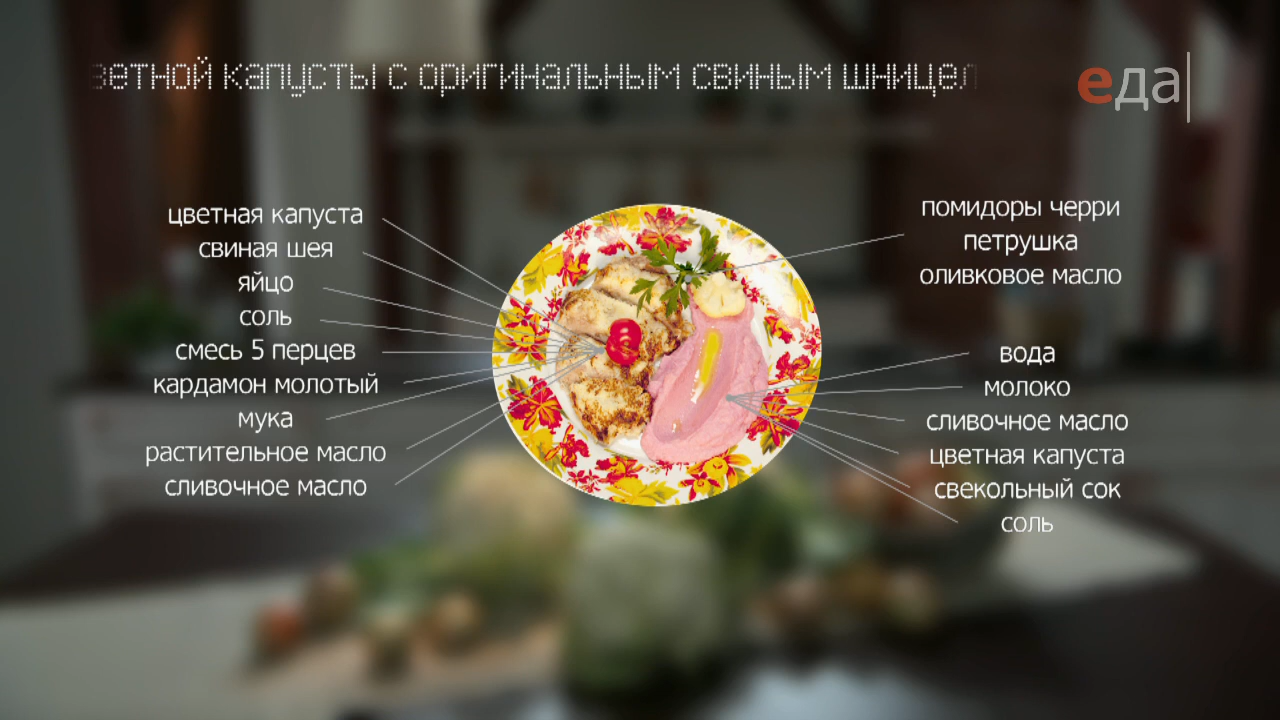 ветной капусты с оригинальным свиным шницел
еда
цветная капуста
свиная шея
яйцо
соль
смесь 5 перцев
кардамон молотый
мука
растительное масло
сливочное масло
помидоры черри
петрушка
оливковое масло
вода
молоко
сливочное масло
цветная капуста
свекольный сок
соль